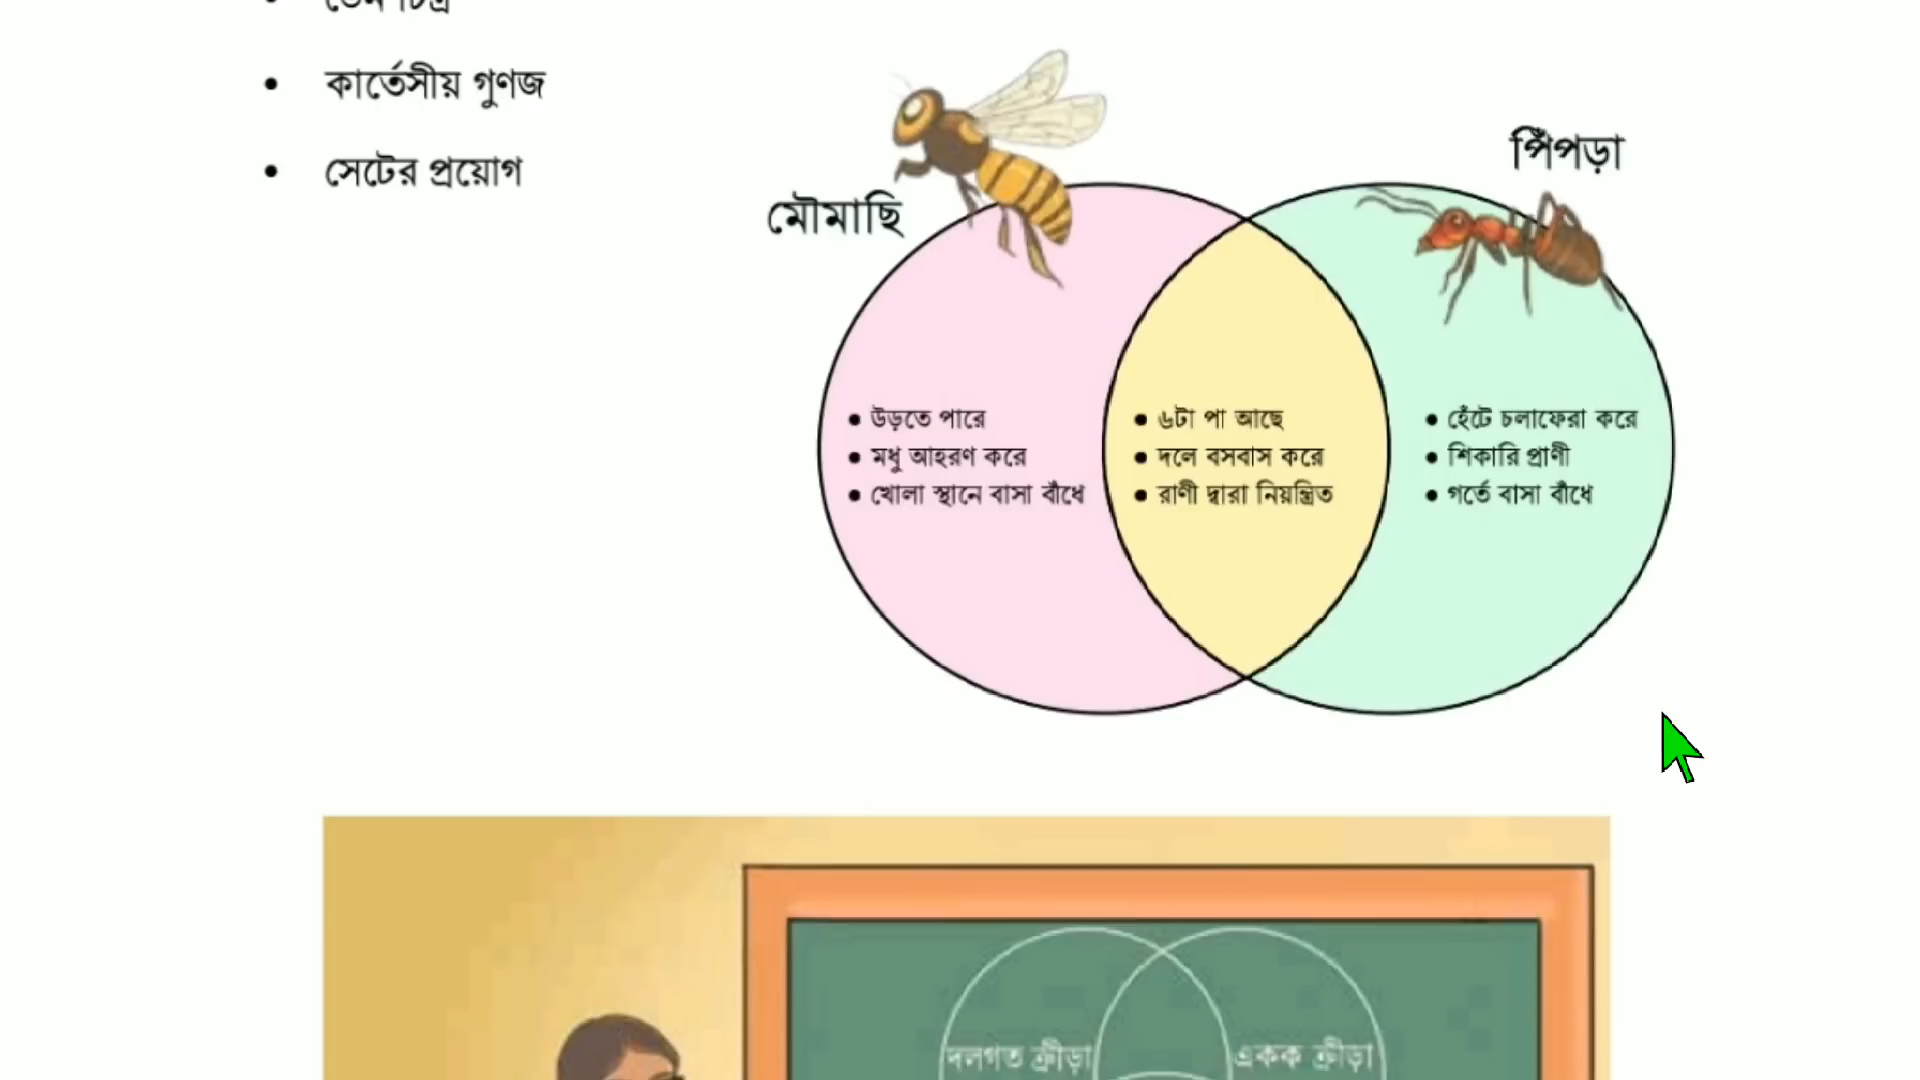 ভেন চিত্র
কার্তেসীয় গুণজ
সেটের প্রয়োগ
মৌমাছি
পিঁপড়া
উড়তে পারে
মধু আহরণ করে
খোলা স্থানে বাসা বাঁধে
৬টা পা আছে
দলে বসবাস করে
রাণী দ্বারা নিয়ন্ত্রিত
হেঁটে চলাফেরা করে
শিকারি প্রাণী
গর্তে বাসা বাঁধে
দলগত ক্রীড়া
একক ক্রীড়া